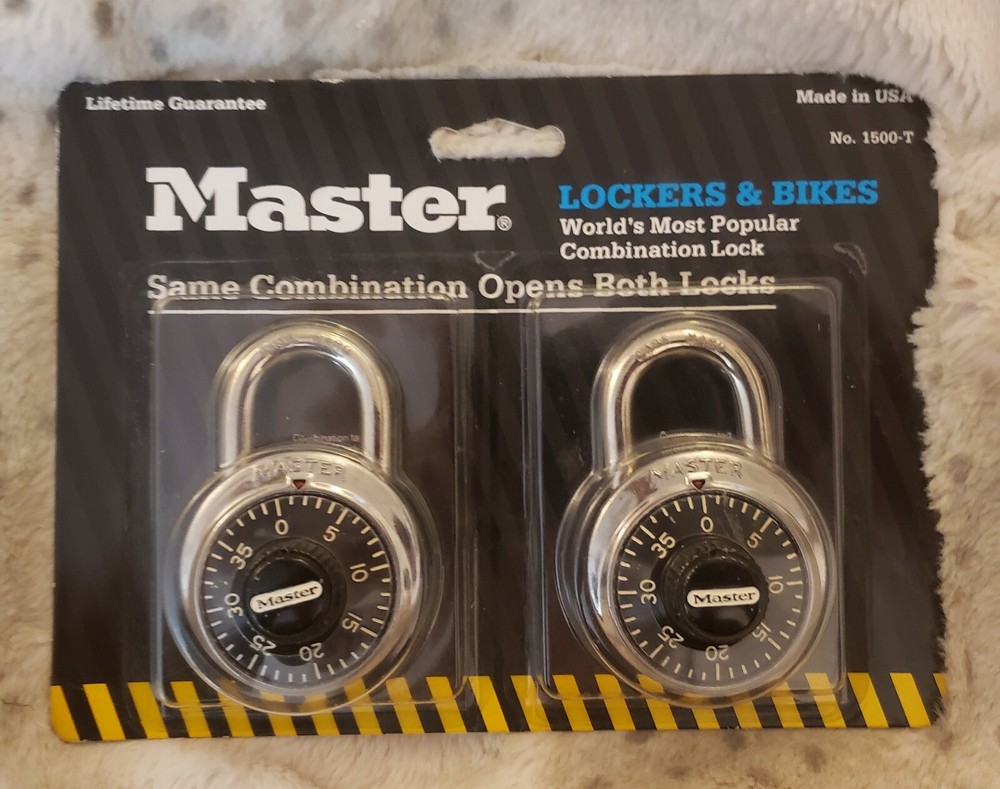 Lifetime Guarantee
Made in USA
No. 1500-T
Master®
LOCKERS & BIKES
World's Most Popular
Combination Lock
Same Combination Opens Both Locks
Combination to
MASTER
0 5 10 15 20 25 30 35
Master
MASTER
0 5 10 15 20 25 30 35
Master